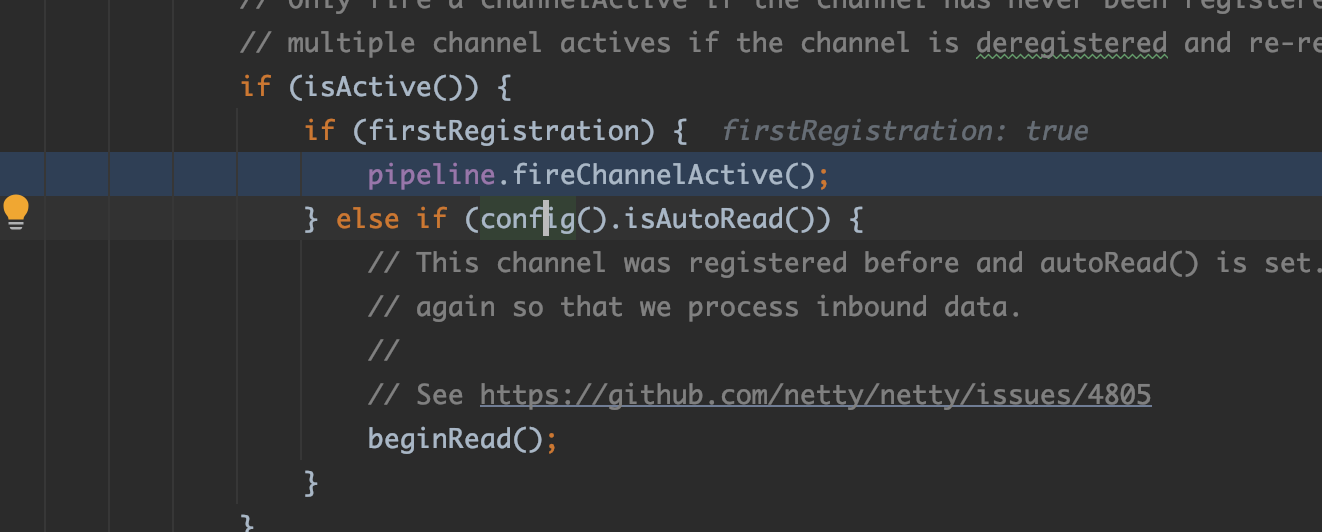 // Only fire a channelActive if the channel has never been registere
// multiple channel actives if the channel is deregistered and re-re
if (isActive()) {
if (firstRegistration) {  firstRegistration: true
pipeline.fireChannelActive();
} else if (config().isAutoRead()) {
// This channel was registered before and autoRead() is set.
// again so that we process inbound data.
//
// See https://github.com/netty/netty/issues/4805
beginRead();
}
}